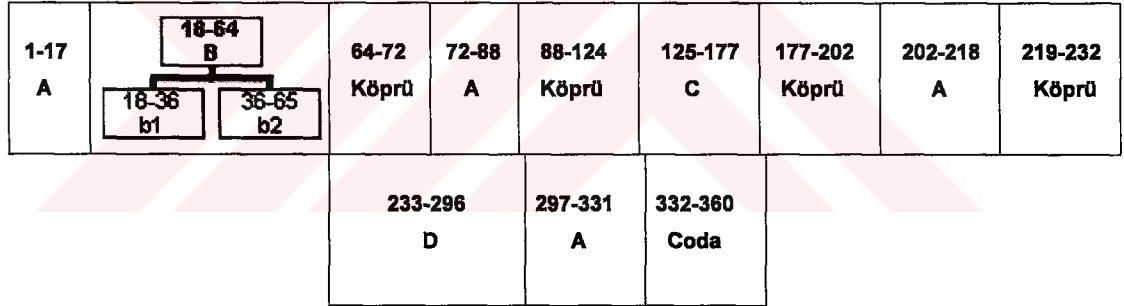 1-17
A
18-64
B
18-36
b1
36-65
b2
64-72
Köprü
72-88
A
88-124
Köprü
125-177
C
177-202
Köprü
202-218
A
219-232
Köprü
233-296
D
297-331
A
332-360
Coda